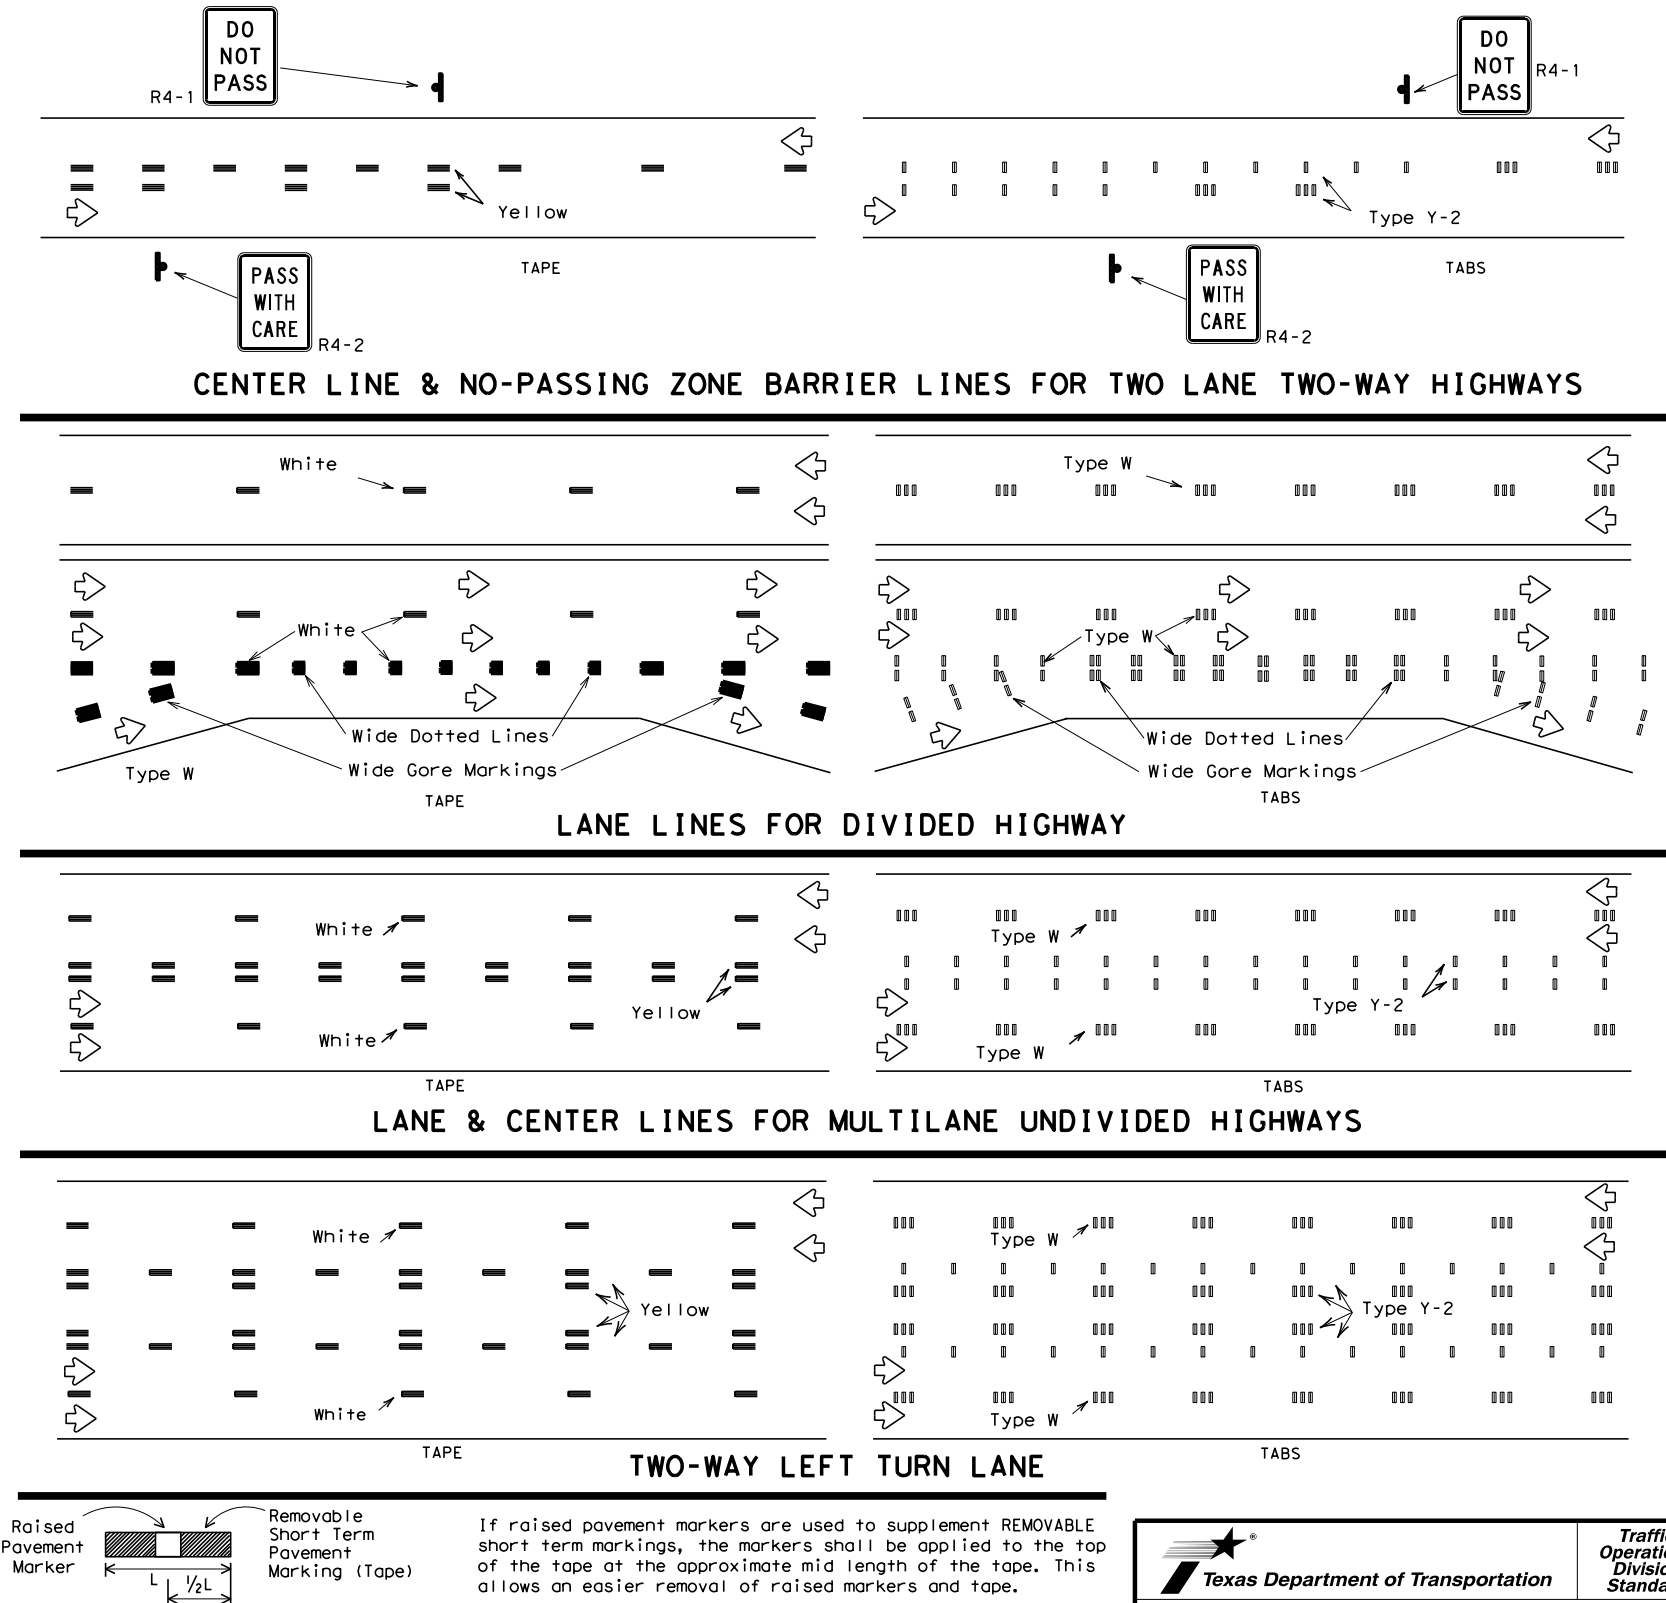 DO
NOT
PASS
R4-1
DO
NOT
PASS
R4-1
Yellow
Type Y-2
PASS
WITH
CARE
R4-2
TAPE
PASS
WITH
CARE
R4-2
TABS
CENTER LINE & NO-PASSING ZONE BARRIER LINES FOR TWO LANE TWO-WAY HIGHWAYS
White
Type W
White
Type W
Wide Dotted Lines
Wide Gore Markings
Type W
TAPE
Wide Dotted Lines
Wide Gore Markings
TABS
LANE LINES FOR DIVIDED HIGHWAY
White
Yellow
White
TAPE
Type W
Type Y-2
Type W
TABS
LANE & CENTER LINES FOR MULTILANE UNDIVIDED HIGHWAYS
White
Yellow
White
TAPE
Type W
Type Y-2
Type W
TABS
TWO-WAY LEFT TURN LANE
Raised
Pavement
Marker
L
1/2L
Removable
Short Term
Pavement
Marking (Tape)
If raised pavement markers are used to supplement REMOVABLE
short term markings, the markers shall be applied to the top
of the tape at the approximate mid length of the tape. This
allows an easier removal of raised markers and tape.
®
Texas Department of Transportation